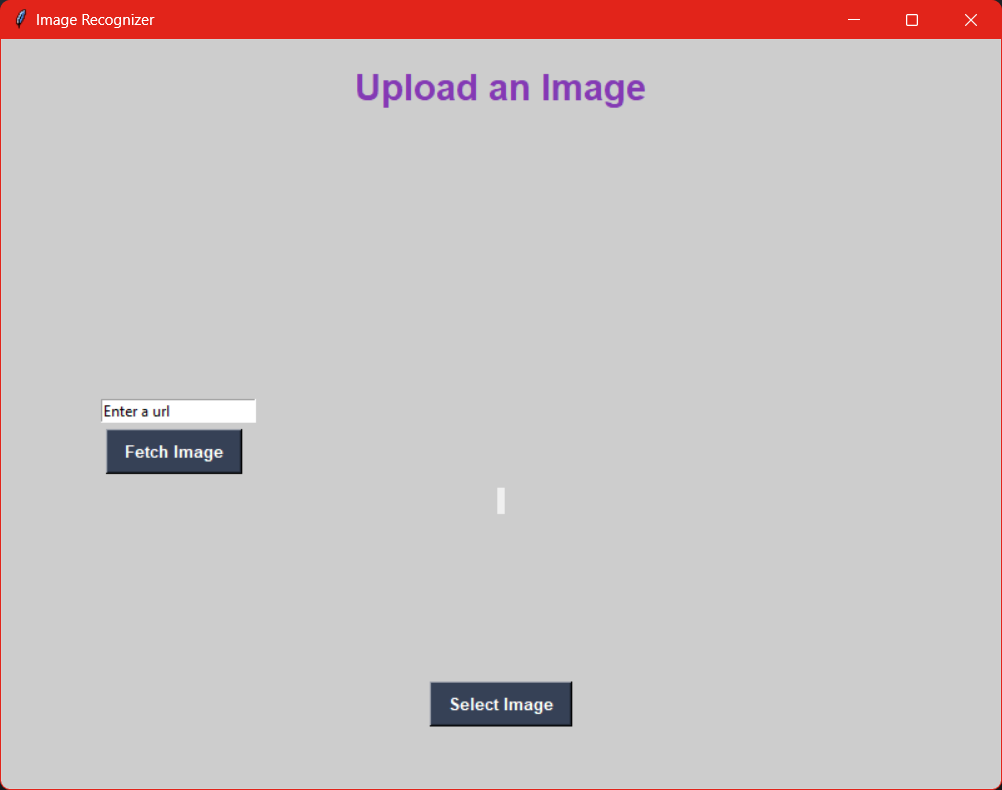 Image Recognizer
Upload an Image
Enter a url
Fetch Image
Select Image